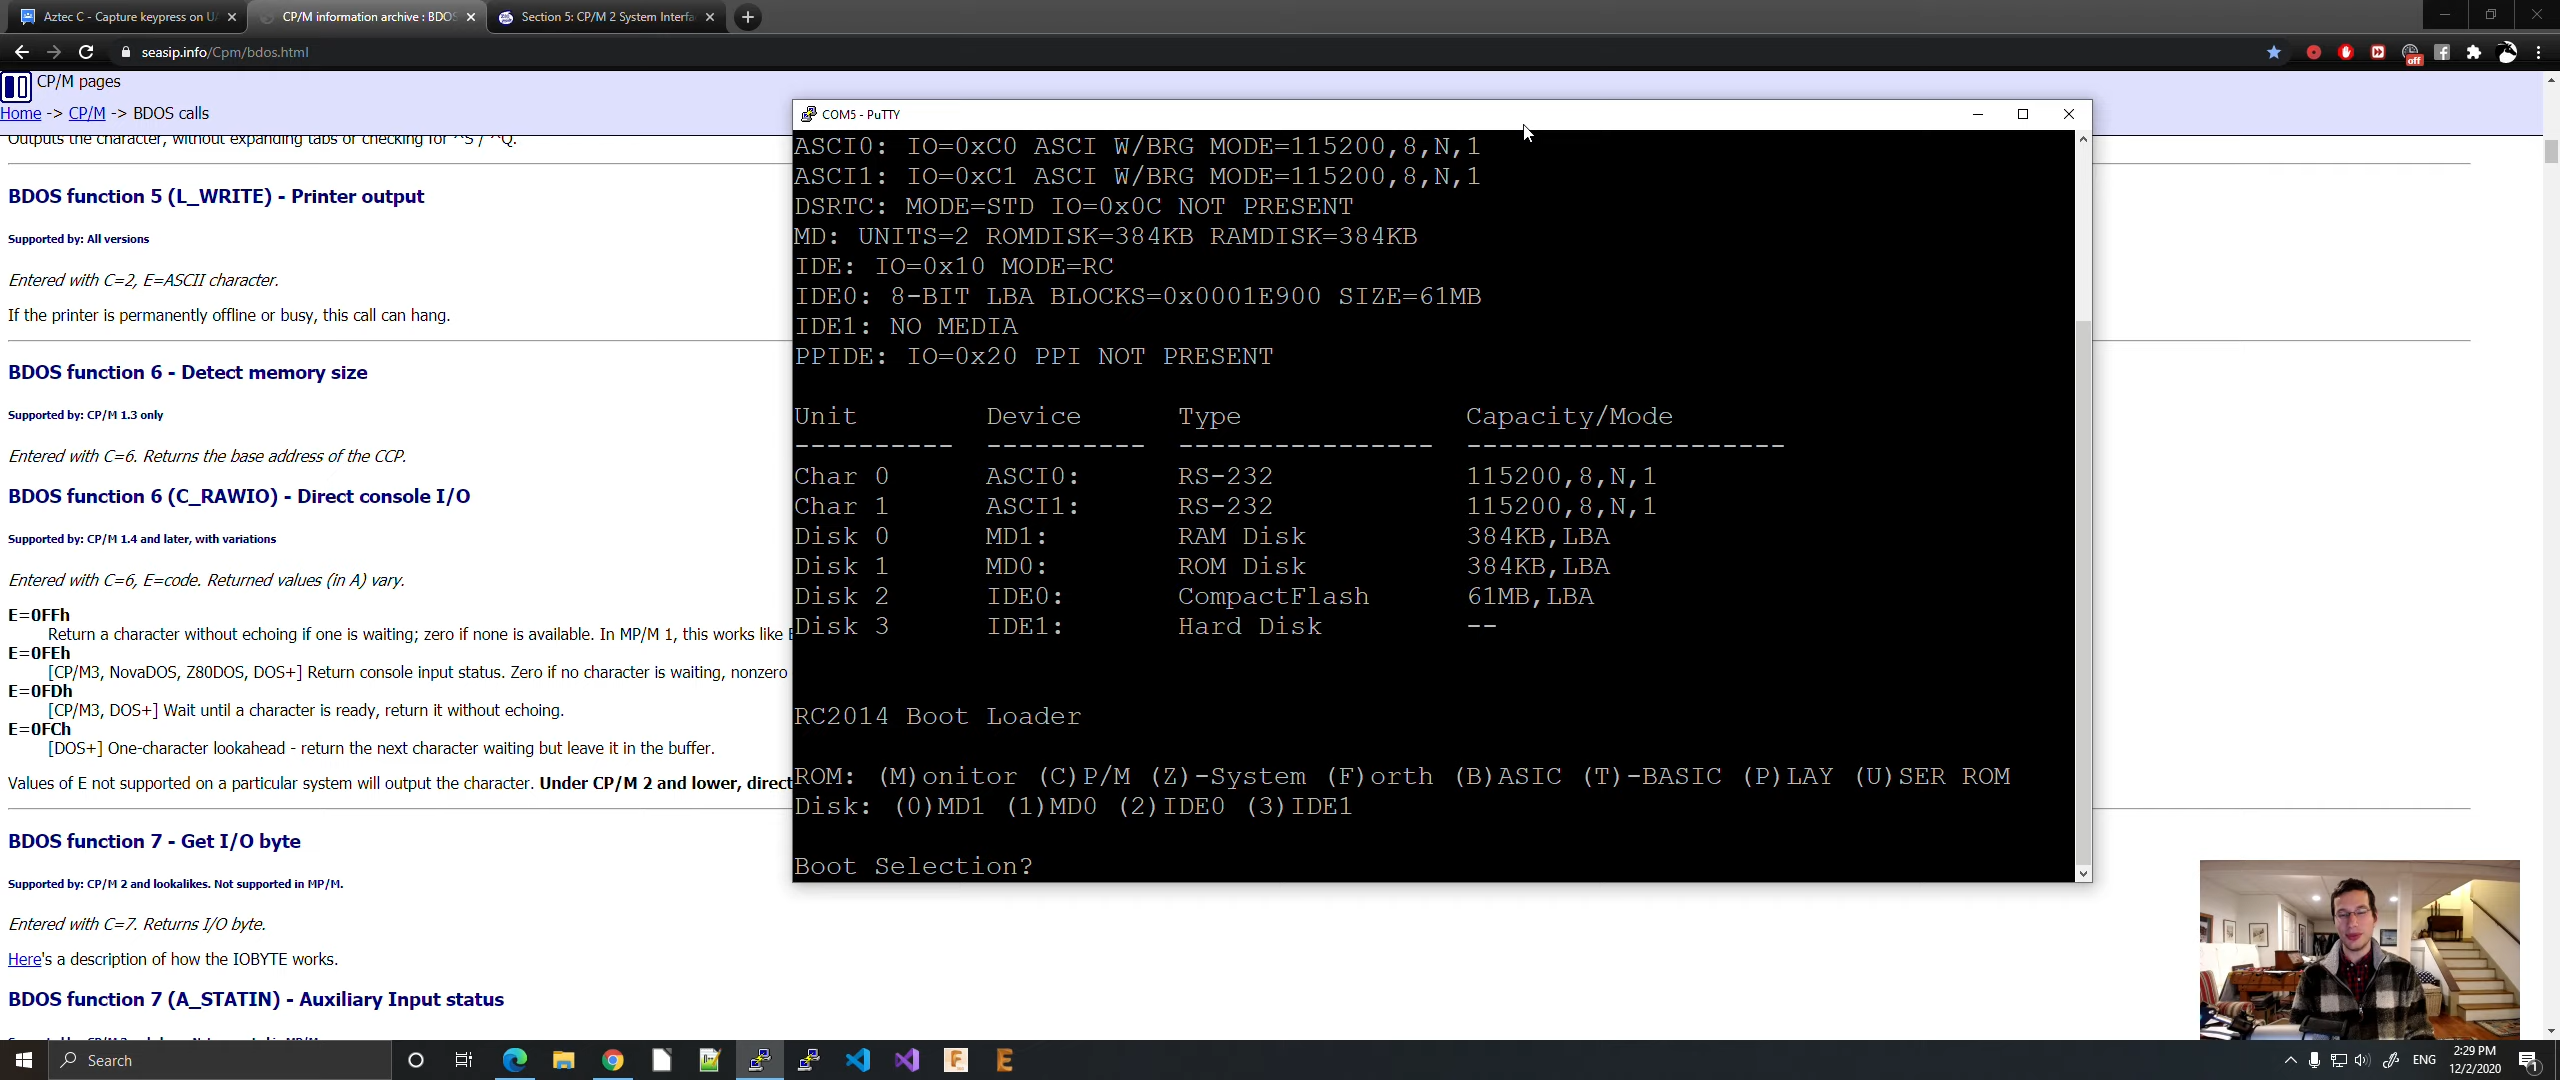 Aztec C - Capture keypress on U
CP/M information archive : BDOS
Section 5: CP/M 2 System Interfa
seasip.info/Cpm/bdos.html
off
CP/M pages
Home -> CP/M -> BDOS calls
Outputs the character, without expanding tabs or checking for ^S / ^Q.
BDOS function 5 (L_WRITE) - Printer output
Supported by: All versions
Entered with C=2, E=ASCII character.
If the printer is permanently offline or busy, this call can hang.
BDOS function 6 - Detect memory size
Supported by: CP/M 1.3 only
Entered with C=6. Returns the base address of the CCP.
BDOS function 6 (C_RAWIO) - Direct console I/O
Supported by: CP/M 1.4 and later, with variations
Entered with C=6, E=code. Returned values (in A) vary.
E=0FFh
Return a character without echoing if one is waiting; zero if none is available. In MP/M 1, this works like
E=0FEh
[CP/M3, NovaDOS, Z80DOS, DOS+] Return console input status. Zero if no character is waiting, nonzero
E=0FDh
[CP/M3, DOS+] Wait until a character is ready, return it without echoing.
E=0FCh
[DOS+] One-character lookahead - return the next character waiting but leave it in the buffer.
Values of E not supported on a particular system will output the character. Under CP/M 2 and lower, direct
BDOS function 7 - Get I/O byte
Supported by: CP/M 2 and lookalikes. Not supported in MP/M.
Entered with C=7. Returns I/O byte.
Here's a description of how the IOBYTE works.
BDOS function 7 (A_STATIN) - Auxiliary Input status
COM5 - PuTTY
ASCI0: IO=0xC0 ASCI W/BRG MODE=115200,8,N,1
ASCI1: IO=0xC1 ASCI W/BRG MODE=115200,8,N,1
DSRTC: MODE=STD IO=0x0C NOT PRESENT
MD: UNITS=2 ROMDISK=384KB RAMDISK=384KB
IDE: IO=0x10 MODE=RC
IDE0: 8-BIT LBA BLOCKS=0x0001E900 SIZE=61MB
IDE1: NO MEDIA
PPIDE: IO=0x20 PPI NOT PRESENT
Unit Device Type Capacity/Mode
---------- ---------- ---------------- --------------------
Char 0 ASCI0: RS-232 115200,8,N,1
Char 1 ASCI1: RS-232 115200,8,N,1
Disk 0 MD1: RAM Disk 384KB,LBA
Disk 1 MD0: ROM Disk 384KB,LBA
Disk 2 IDE0: CompactFlash 61MB,LBA
Disk 3 IDE1: Hard Disk --
RC2014 Boot Loader
ROM: (M)onitor (C)P/M (Z)-System (F)orth (B)ASIC (T)-BASIC (P)LAY (U)SER ROM
Disk: (0)MD1 (1)MD0 (2)IDE0 (3)IDE1
Boot Selection?
Search
ENG
2:29 PM
12/2/2020
1